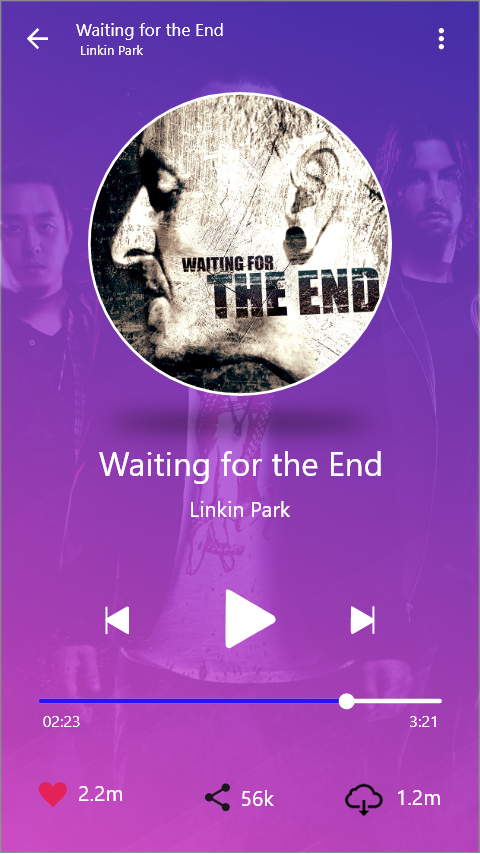 Waiting for the End
Linkin Park
WAITING FOR
THE END
Waiting for the End
Linkin Park
02:23
3:21
2.2m
56k
1.2m